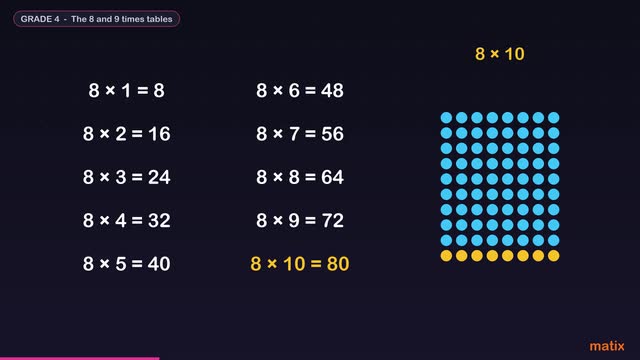 GRADE 4 - The 8 and 9 times tables
8 × 10
8 × 1 = 8
8 × 2 = 16
8 × 3 = 24
8 × 4 = 32
8 × 5 = 40
8 × 6 = 48
8 × 7 = 56
8 × 8 = 64
8 × 9 = 72
8 × 10 = 80
matix